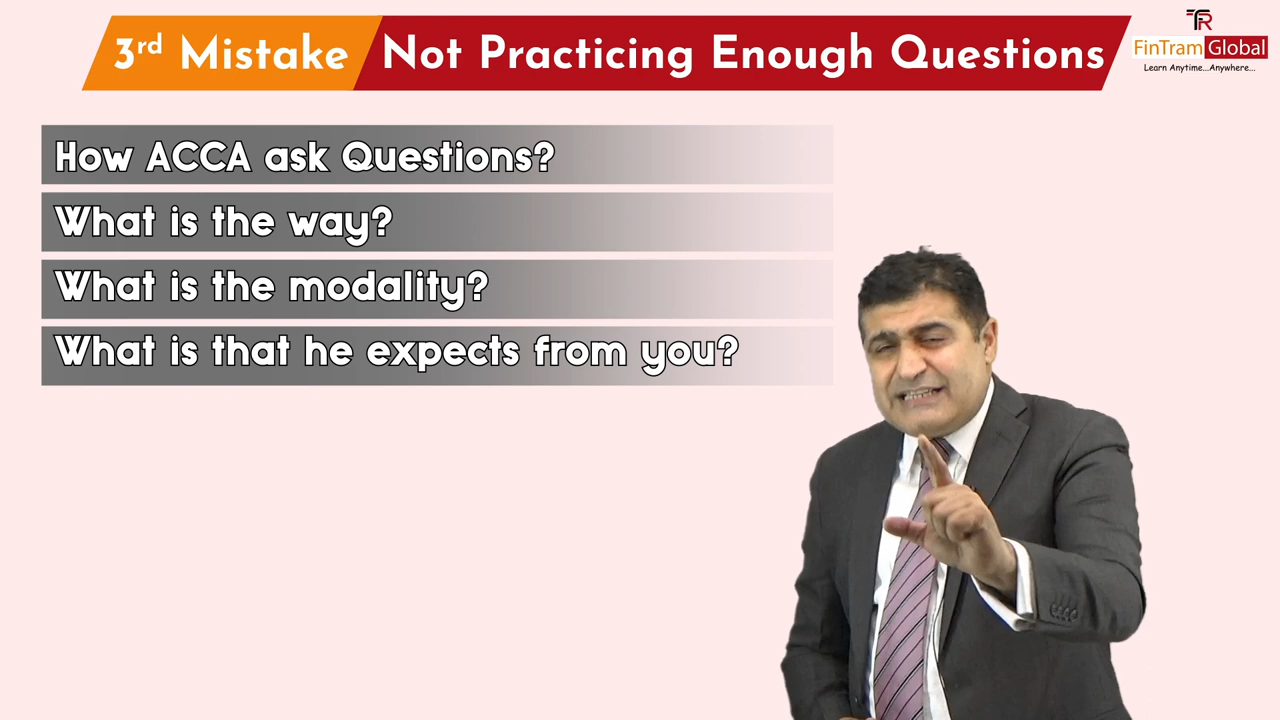 3rd Mistake Not Practicing Enough Questions
TR
FinTram Global
Learn Anytime...Anywhere...
How ACCA ask Questions?
What is the way?
What is the modality?
What is that he expects from you?